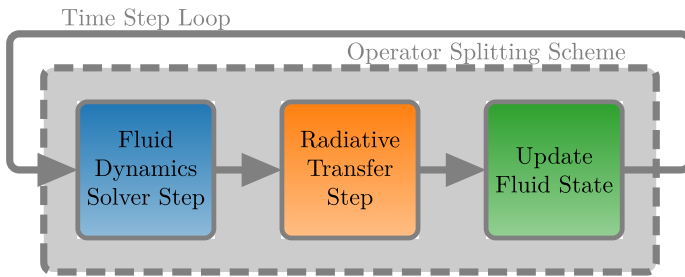 Time Step Loop
Operator Splitting Scheme
Fluid
Dynamics
Solver Step
Radiative
Transfer
Step
Update
Fluid State